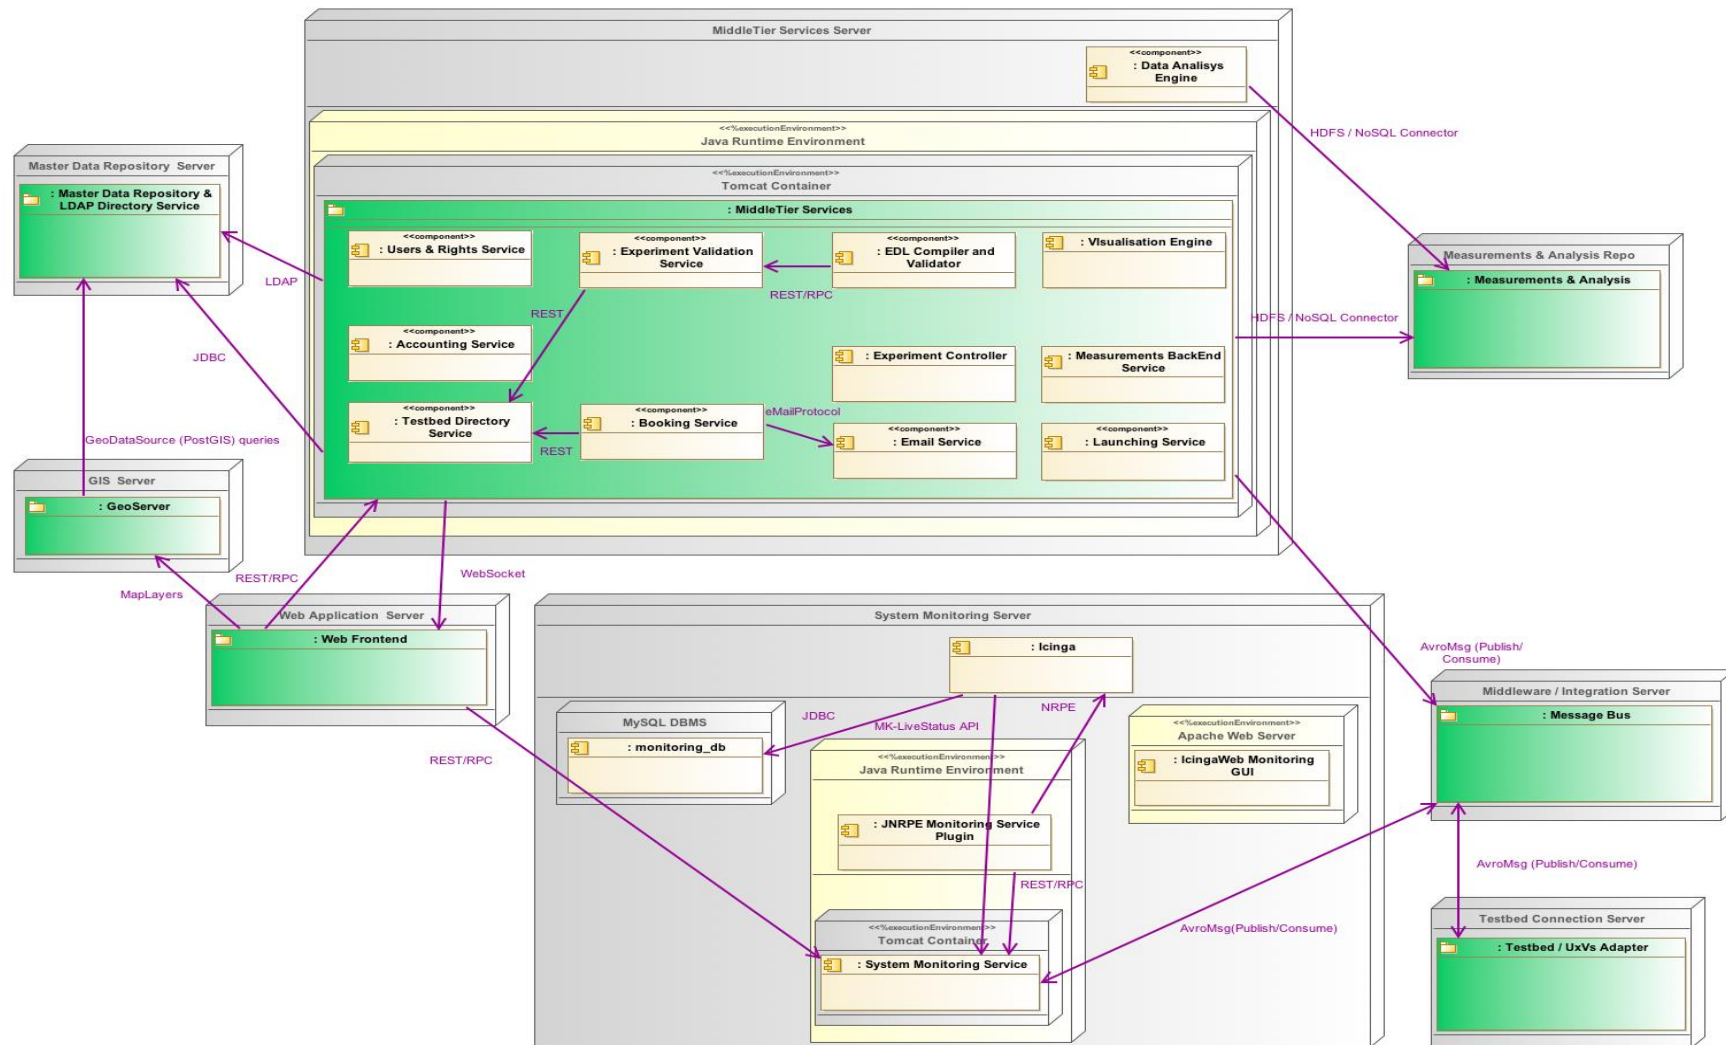 MiddleTier Services Server
<<component>>
: Data Analisys
Engine
HDFS / NoSQL Connector
<<%executionEnvironment>>
Java Runtime Environment
<<%executionEnvironment>>
Tomcat Container
: MiddleTier Services
<<component>>
: Users & Rights Service
<<component>>
: Experiment Validation
Service
<<component>>
: EDL Compiler and
Validator
: VIsualisation Engine
REST/RPC
REST
<<component>>
: Accounting Service
: Experiment Controller
: Measurements BackEnd
Service
<<component>>
: Testbed Directory
Service
<<component>>
: Booking Service
eMailProtocol
REST
<<component>>
: Email Service
<<component>>
: Launching Service
Master Data Repository  Server
: Master Data Repository &
LDAP Directory Service
LDAP
JDBC
GeoDataSource (PostGIS) queries
Measurements & Analysis Repo
: Measurements & Analysis
HDFS / NoSQL Connector
GIS  Server
: GeoServer
MapLayers
REST/RPC
WebSocket
Web Application  Server
: Web Frontend
REST/RPC
System Monitoring Server
: Icinga
JDBC
MK-LiveStatus API
NRPE
MySQL DBMS
: monitoring_db
<<%executionEnvironment>>
Java Runtime Environment
: JNRPE Monitoring Service
Plugin
REST/RPC
<<%executionEnvironment>>
Tomcat Container
: System Monitoring Service
<<%executionEnvironment>>
Apache Web Server
: IcingaWeb Monitoring
GUI
AvroMsg(Publish/Consume)
AvroMsg (Publish/
Consume)
Middleware / Integration Server
: Message Bus
AvroMsg (Publish/Consume)
Testbed Connection Server
: Testbed / UxVs Adapter